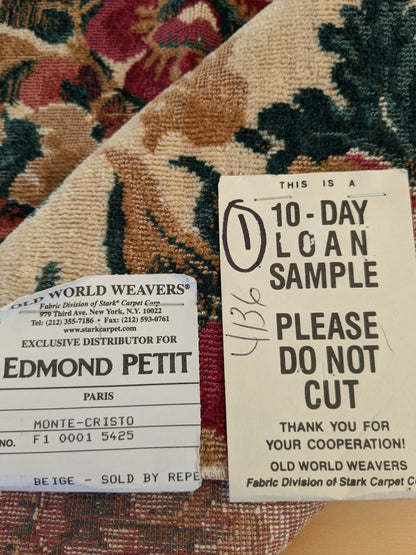 OLD WORLD WEAVERS®
Fabric Division of Stark Carpet Corp.
979 Third Ave. New York, N.Y. 10022
Tel: (212) 355-7186 • Fax: (212) 593-0761
www.starkcarpet.com
EXCLUSIVE DISTRIBUTOR FOR
EDMOND PETIT
PARIS
MONTE-CRISTO
NO. F1 0001 5425
BEIGE - SOLD BY REPE
THIS IS A
1
10-DAY
LOAN
SAMPLE
4136
PLEASE
DO NOT
CUT
THANK YOU FOR
YOUR COOPERATION!
OLD WORLD WEAVERS
Fabric Division of Stark Carpet Cor